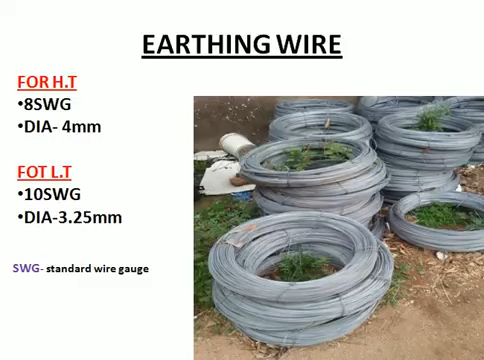 EARTHING WIRE
FOR H.T
•8SWG
•DIA- 4mm
FOT L.T
•10SWG
•DIA-3.25mm
SWG- standard wire gauge